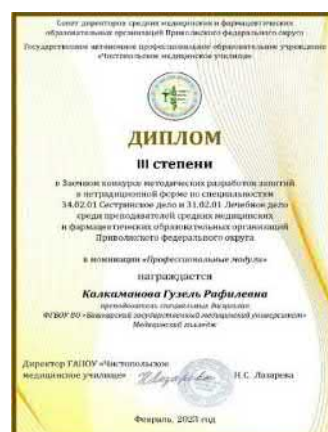 Совет директоров средних медицинских и фармацевтических
образовательных организаций Приволжского федерального округа
Государственное автономное профессиональное образовательное учреждение
«Чистопольское медицинское училище»
ДИПЛОМ
III степени
в Заочном конкурсе методических разработок занятий
в нетрадиционной форме по специальностям
34.02.01 Сестринское дело и 31.02.01 Лечебное дело
среди преподавателей средних медицинских
и фармацевтических образовательных организаций
Приволжского федерального округа
в номинации «Профессиональные модули»
награждается
Калкаманова Гузель Рафилевна
преподаватель специальных дисциплин
ФГБОУ ВО «Башкирский государственный медицинский университет»
Медицинский колледж
Директор ГАПОУ «Чистопольское
медицинское училище»
Н.С. Лазарева
Февраль, 2023 год